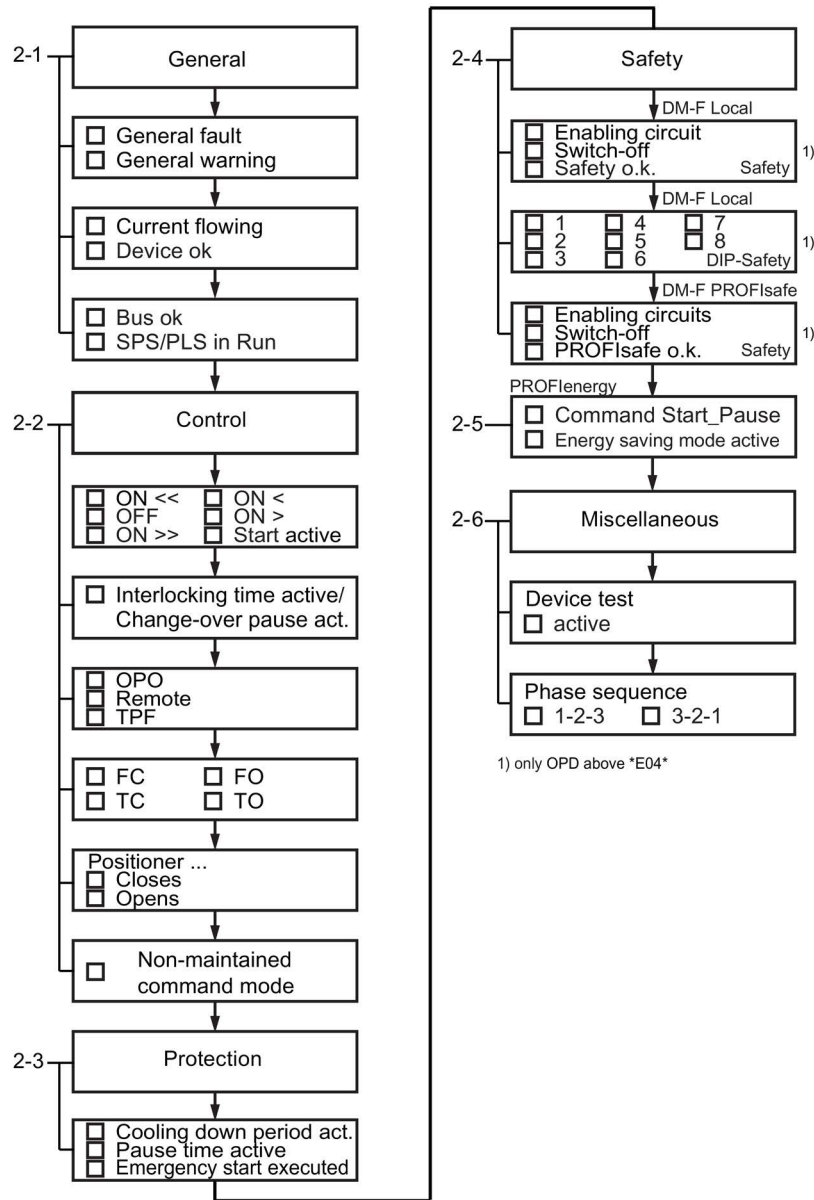 2-1
General
General fault
General warning
Current flowing
Device ok
Bus ok
SPS/PLS in Run
2-2
Control
ON << ON <
OFF ON >
ON >> Start active
Interlocking time active/
Change-over pause act.
OPO
Remote
TPF
FC FO
TC TO
Positioner ...
Closes
Opens
Non-maintained
command mode
2-3
Protection
Cooling down period act.
Pause time active
Emergency start executed
2-4
Safety
DM-F Local
Enabling circuit
Switch-off
Safety o.k. Safety
1)
DM-F Local
1 4 7
2 5 8
3 6 DIP-Safety
1)
DM-F PROFIsafe
Enabling circuits
Switch-off
PROFIsafe o.k. Safety
1)
PROFIenergy
2-5
Command Start_Pause
Energy saving mode active
2-6
Miscellaneous
Device test
active
Phase sequence
1-2-3 3-2-1
1) only OPD above *E04*